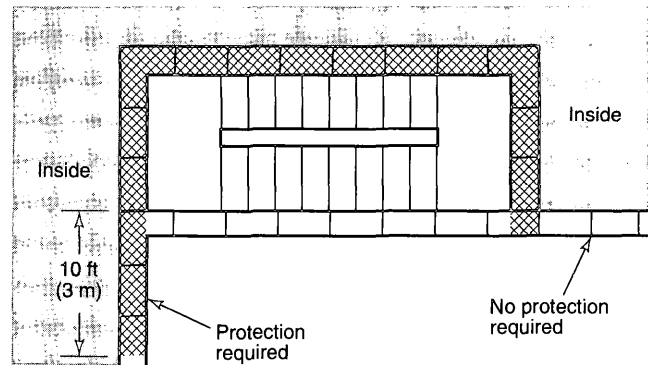 Inside
Inside
10 ft
(3 m)
Protection
required
No protection
required